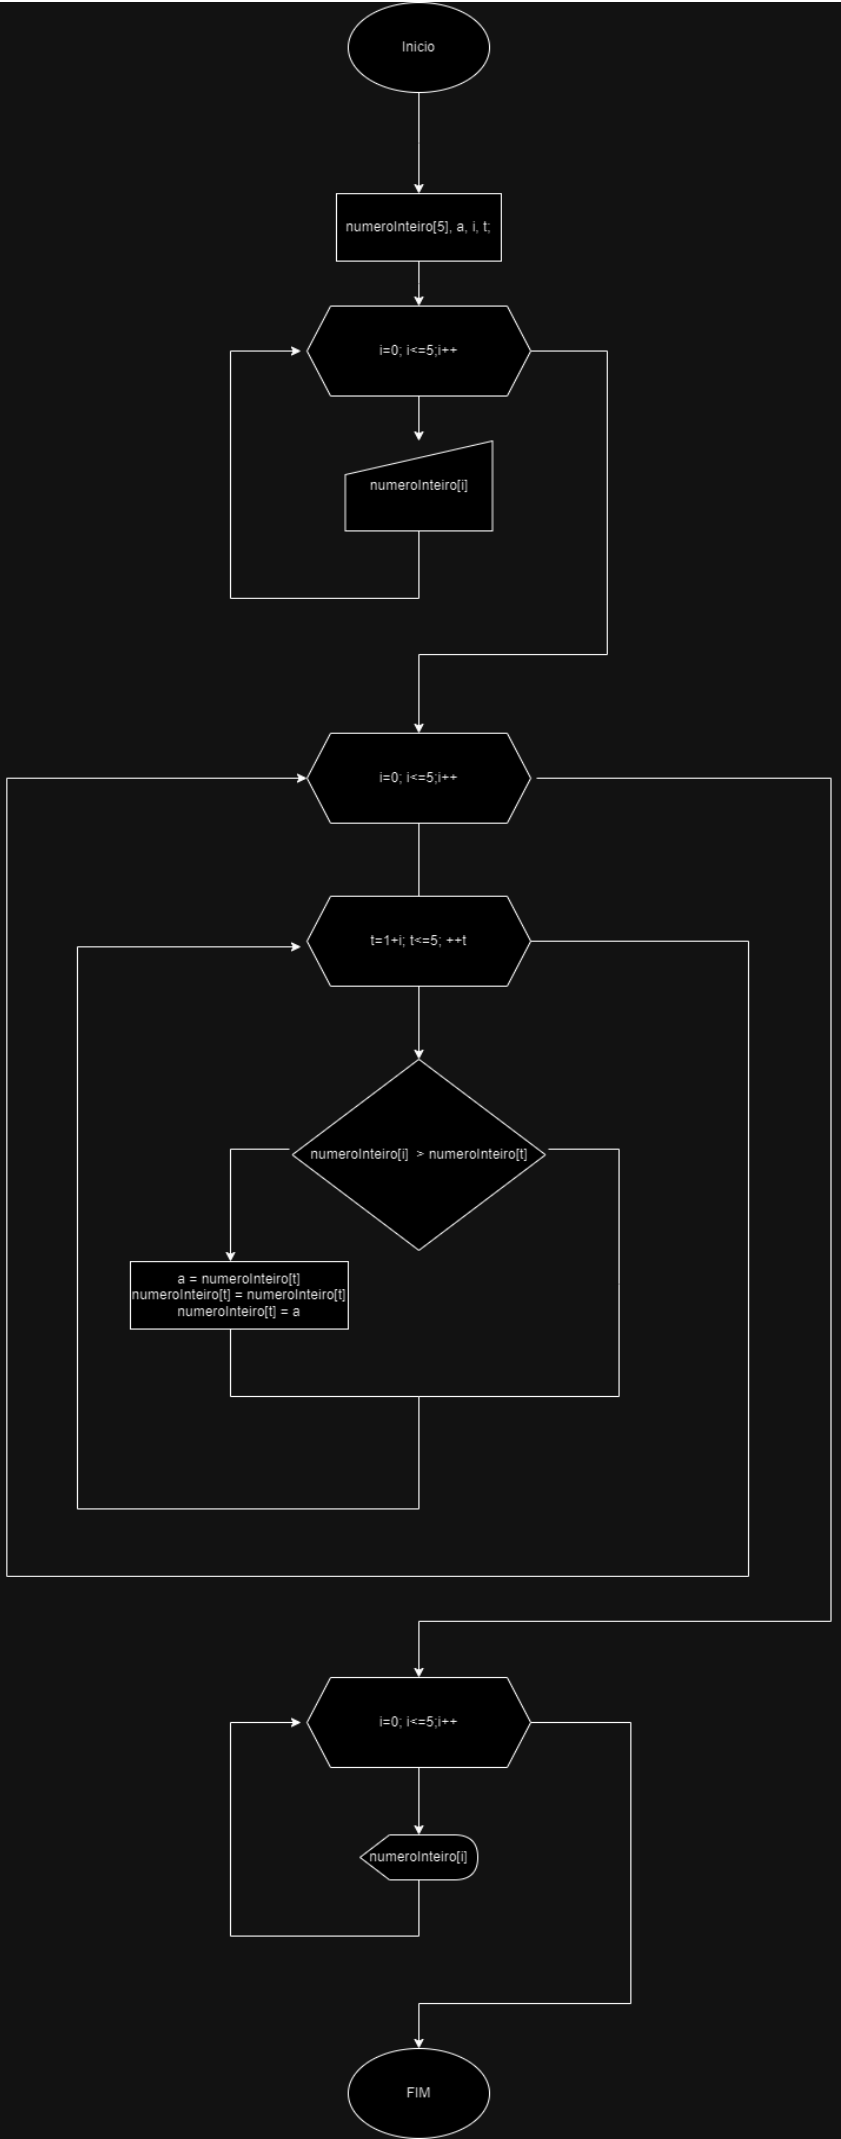 Inicio
numeroInteiro[5], a, i, t;
i=0; i<=5;i++
numeroInteiro[i]
i=0; i<=5;i++
t=1+i; t<=5; ++t
numeroInteiro[i]  > numeroInteiro[t]
a = numeroInteiro[t]
numeroInteiro[t] = numeroInteiro[t]
numeroInteiro[t] = a
i=0; i<=5;i++
numeroInteiro[i]
FIM